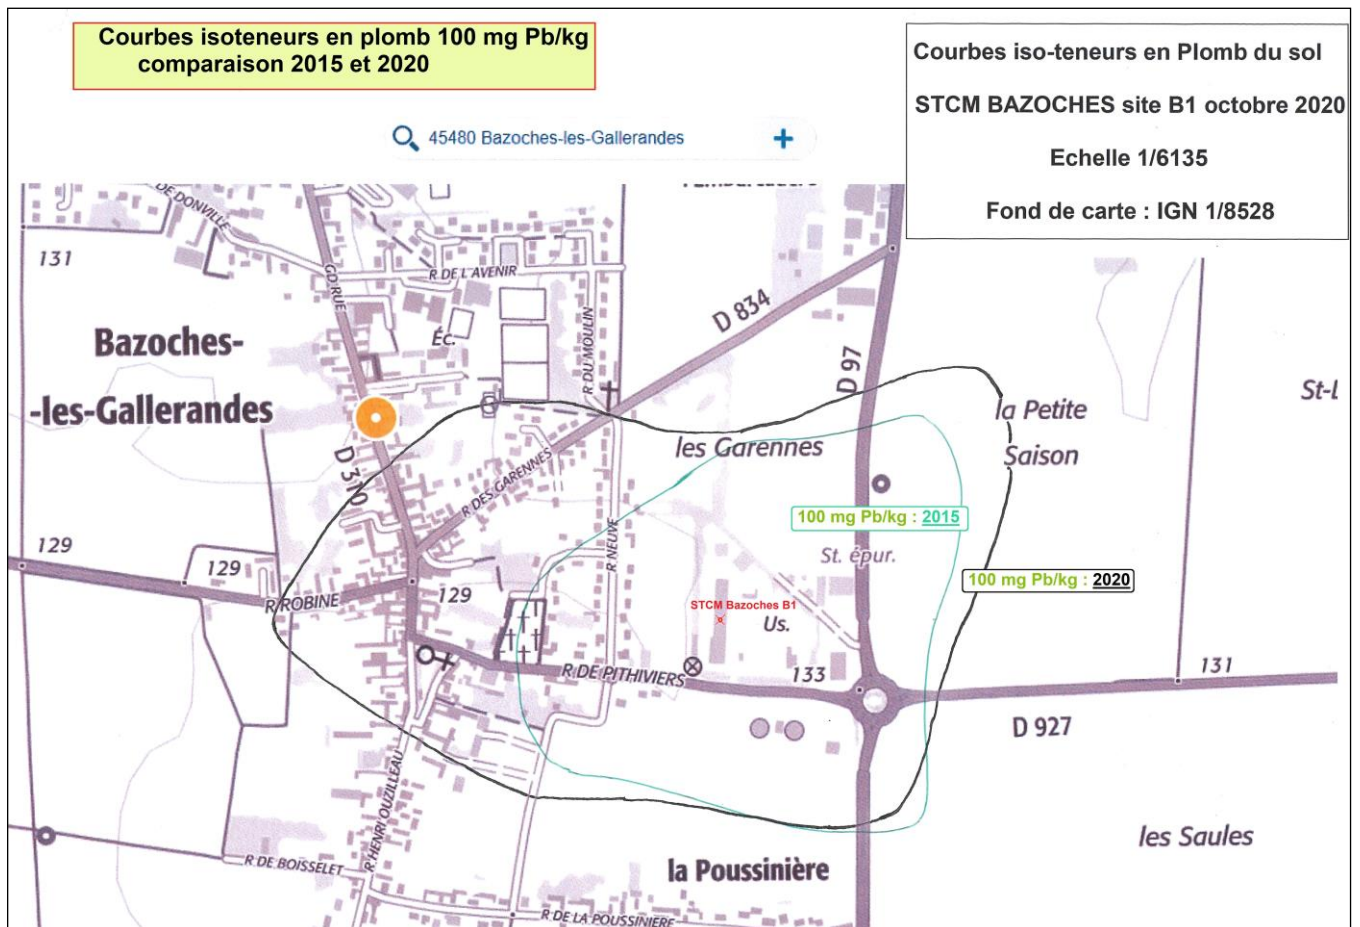 Courbes isoteneurs en plomb 100 mg Pb/kg
comparaison 2015 et 2020
Courbes iso-teneurs en Plomb du sol
STCM BAZOCHES site B1 octobre 2020
Echelle 1/6135
Fond de carte : IGN 1/8528
45480 Bazoches-les-Gallerandes
DE DONVILLE
131
GD RUE
R DE L'AVENIR
D 834
R DU MOULIN
Éc.
Bazoches-
-les-Gallerandes
D 97
St-L
la Petite
Saison
les Garennes
D 310
R DES GARENNES
100 mg Pb/kg : 2015
R NEUVE
St. épur.
129
129
100 mg Pb/kg : 2020
R ROBINE
129
STCM Bazoches B1
Us.
R DE PITHIVIERS
133
131
D 927
R HENRI OUZILLEAU
les Saules
R DE BOISSELET
la Poussinière
R DE LA POUSSINIÈRE